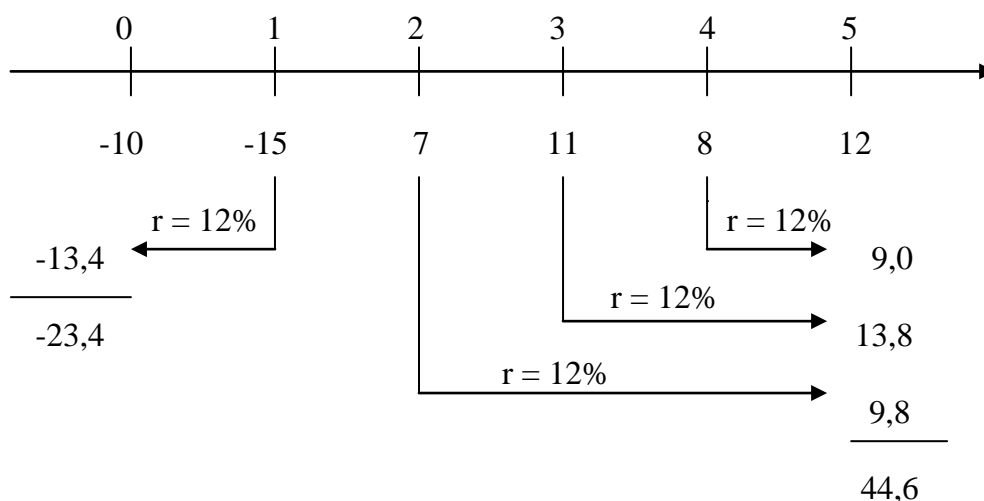 0 1 2 3 4 5
-10 -15 7 11 8 12
r = 12% r = 12%
-13,4 9,0
r = 12%
-23,4 13,8
r = 12%
9,8
44,6